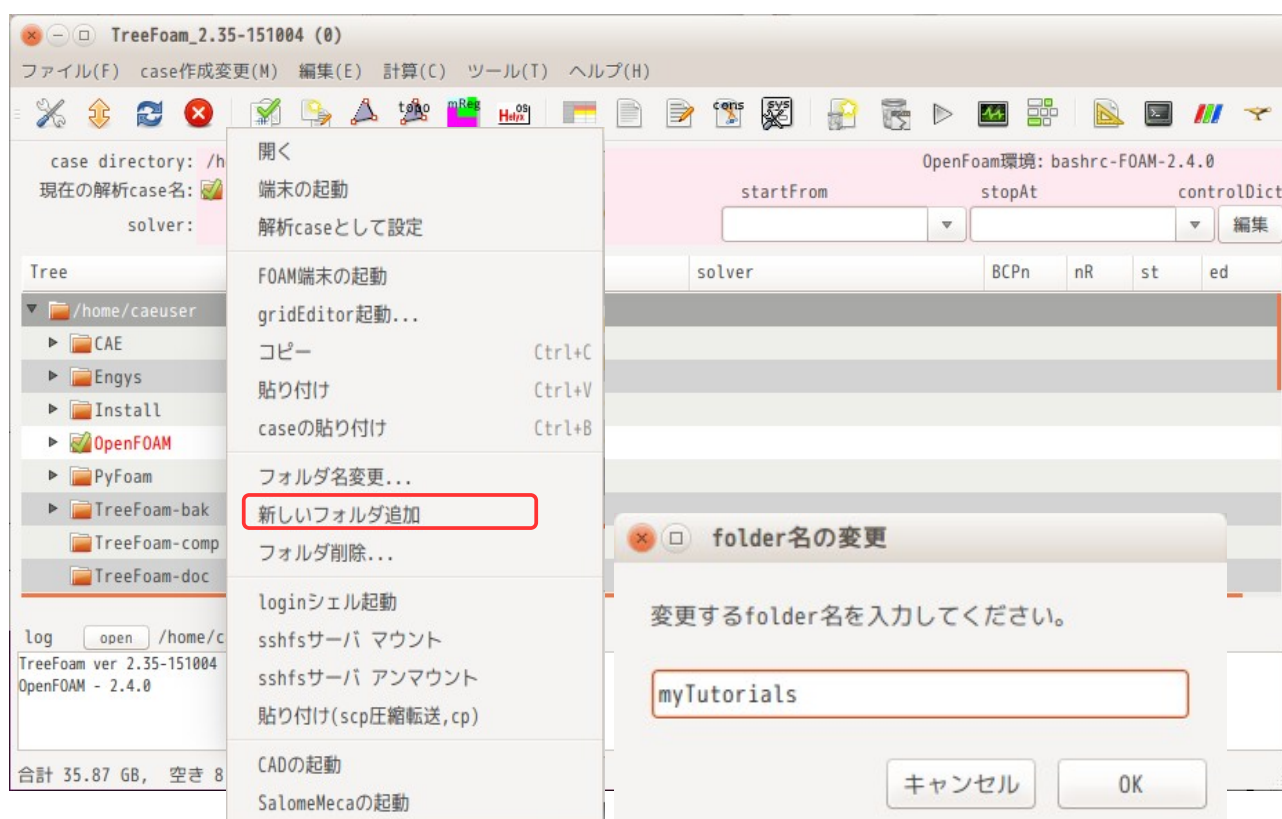 TreeFoam_2.35-151004 (0)
ファイル(F) case作成変更(M) 編集(E) 計算(C) ツール(T) ヘルプ(H)
case directory: /h
OpenFoam環境: bashrc-FOAM-2.4.0
現在の解析case名:
startFrom stopAt controlDict
solver:
編集
Tree solver BCPn nR st ed
/home/caeuser
CAE
Engys
Install
OpenFOAM
PyFoam
TreeFoam-bak
TreeFoam-comp
TreeFoam-doc
log open /home/c
TreeFoam ver 2.35-151004
OpenFOAM - 2.4.0
合計 35.87 GB, 空き 8
開く
端末の起動
解析caseとして設定
FOAM端末の起動
gridEditor起動...
コピー Ctrl+C
貼り付け Ctrl+V
caseの貼り付け Ctrl+B
フォルダ名変更...
新しいフォルダ追加
フォルダ削除...
loginシェル起動
sshfsサーバ マウント
sshfsサーバ アンマウント
貼り付け(scp圧縮転送,cp)
CADの起動
SalomeMecaの起動
folder名の変更
変更するfolder名を入力してください。
myTutorials
キャンセル OK